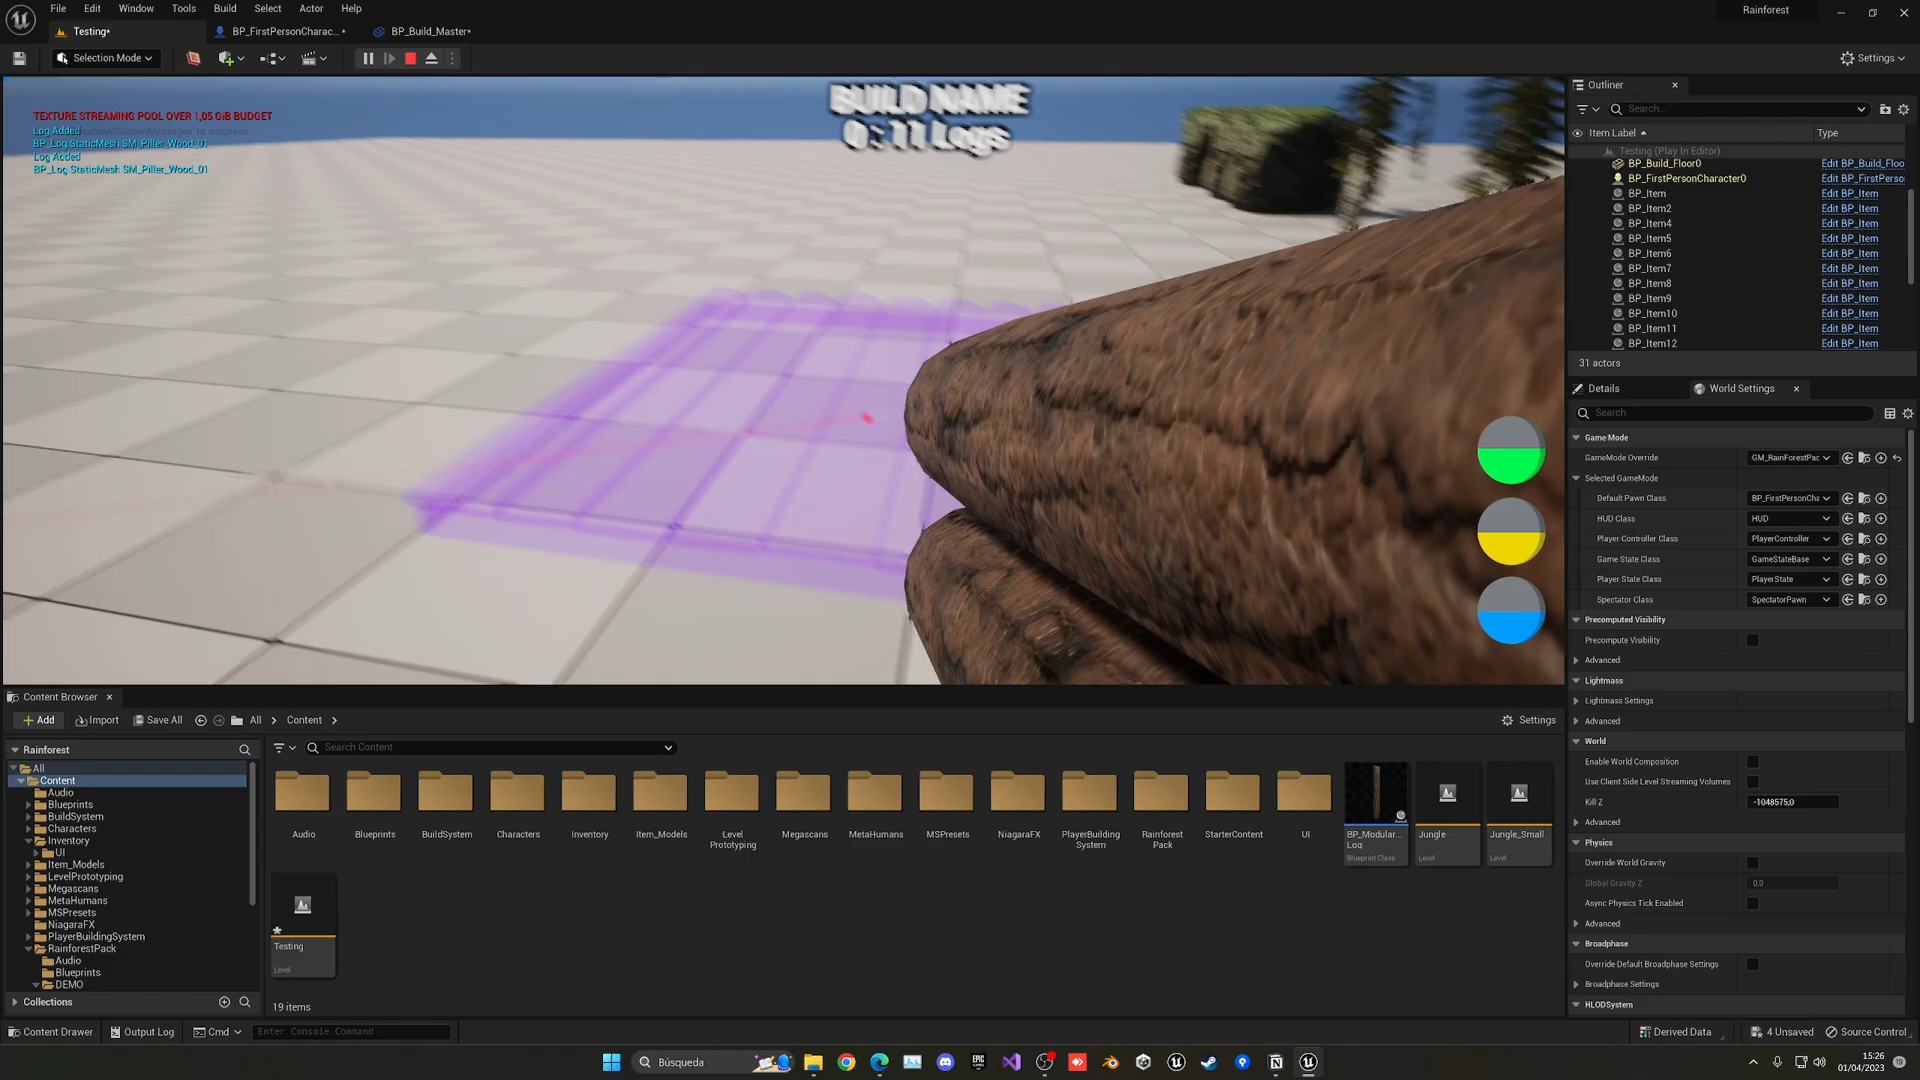 File Edit Window Tools Build Select Actor Help
Rainforest
Testing*
BP_FirstPersonCharac...*
BP_Build_Master*
Selection Mode
Settings
BUILD NAME
0 : 11 Logs
TEXTURE STREAMING POOL OVER 1,05 GiB BUDGET
Log Added
to suppress
BP_Log StaticMesh SM_Piller_Wood_01
Log Added
BP_Log StaticMesh SM_Piller_Wood_01
Outliner
Search...
Item Label Type
Testing (Play In Editor)
BP_Build_Floor0 Edit BP_Build_Floo
BP_FirstPersonCharacter0 Edit BP_FirstPerso
BP_Item Edit BP_Item
BP_Item2 Edit BP_Item
BP_Item4 Edit BP_Item
BP_Item5 Edit BP_Item
BP_Item6 Edit BP_Item
BP_Item7 Edit BP_Item
BP_Item8 Edit BP_Item
BP_Item9 Edit BP_Item
BP_Item10 Edit BP_Item
BP_Item11 Edit BP_Item
BP_Item12 Edit BP_Item
31 actors
Details
World Settings
Search
Game Mode
GameMode Override GM_RainForestPac
Selected GameMode
Default Pawn Class BP_FirstPersonCha
HUD Class HUD
Player Controller Class PlayerController
Game State Class GameStateBase
Player State Class PlayerState
Spectator Class SpectatorPawn
Precomputed Visibility
Precompute Visibility
Advanced
Lightmass
Lightmass Settings
Advanced
World
Enable World Composition
Use Client Side Level Streaming Volumes
Kill Z -1048575,0
Advanced
Physics
Override World Gravity
Global Gravity Z 0,0
Async Physics Tick Enabled
Advanced
Broadphase
Override Default Broadphase Settings
Broadphase Settings
HLODSystem
Content Browser
Add Import Save All All Content
Settings
Rainforest
All
Content
Audio
Blueprints
BuildSystem
Characters
Inventory
UI
Item_Models
LevelPrototyping
Megascans
MetaHumans
MSPresets
NiagaraFX
PlayerBuildingSystem
RainforestPack
Audio
Blueprints
DEMO
Collections
Search Content
Audio
Blueprints
BuildSystem
Characters
Inventory
Item_Models
Level
Prototyping
Megascans
MetaHumans
MSPresets
NiagaraFX
PlayerBuilding
System
Rainforest
Pack
StarterContent
UI
BP_Modular...
Log
Blueprint Class
Jungle
Level
Jungle_Small
Level
Testing
Level
19 items
Content Drawer
Output Log
Cmd
Enter Console Command
Derived Data
4 Unsaved
Source Control
Búsqueda
EPIC
GAMES
15:26
01/04/2023
19